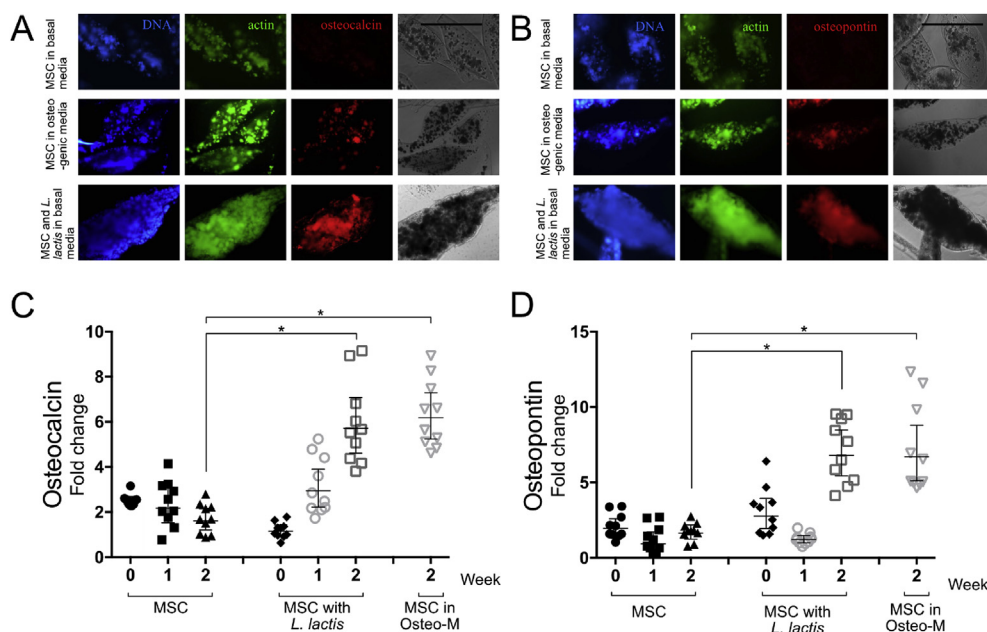 A
DNA
actin
osteocalcin
MSC in basal
media
MSC in osteo
-genic media
MSC and L.
lactis in basal
media
B
DNA
actin
osteopontin
MSC in basal
media
MSC in osteo
-genic media
MSC and L.
lactis in basal
media
C
Osteocalcin
Fold change
10
8
6
4
2
0
*
*
0 1 2 0 1 2 2 Week
MSC
MSC with
L. lactis
MSC in
Osteo-M
D
Osteopontin
Fold change
15
10
5
0
*
*
0 1 2 0 1 2 2 Week
MSC
MSC with
L. lactis
MSC in
Osteo-M